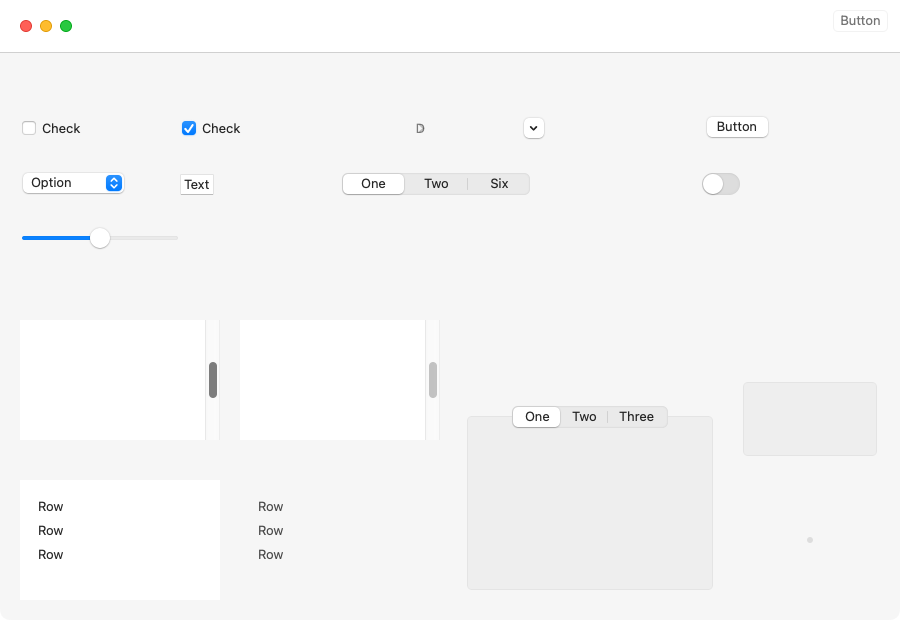 Button
Check
Check
D
Button
Option
Text
One Two Six
One Two Three
Row
Row
Row
Row
Row
Row